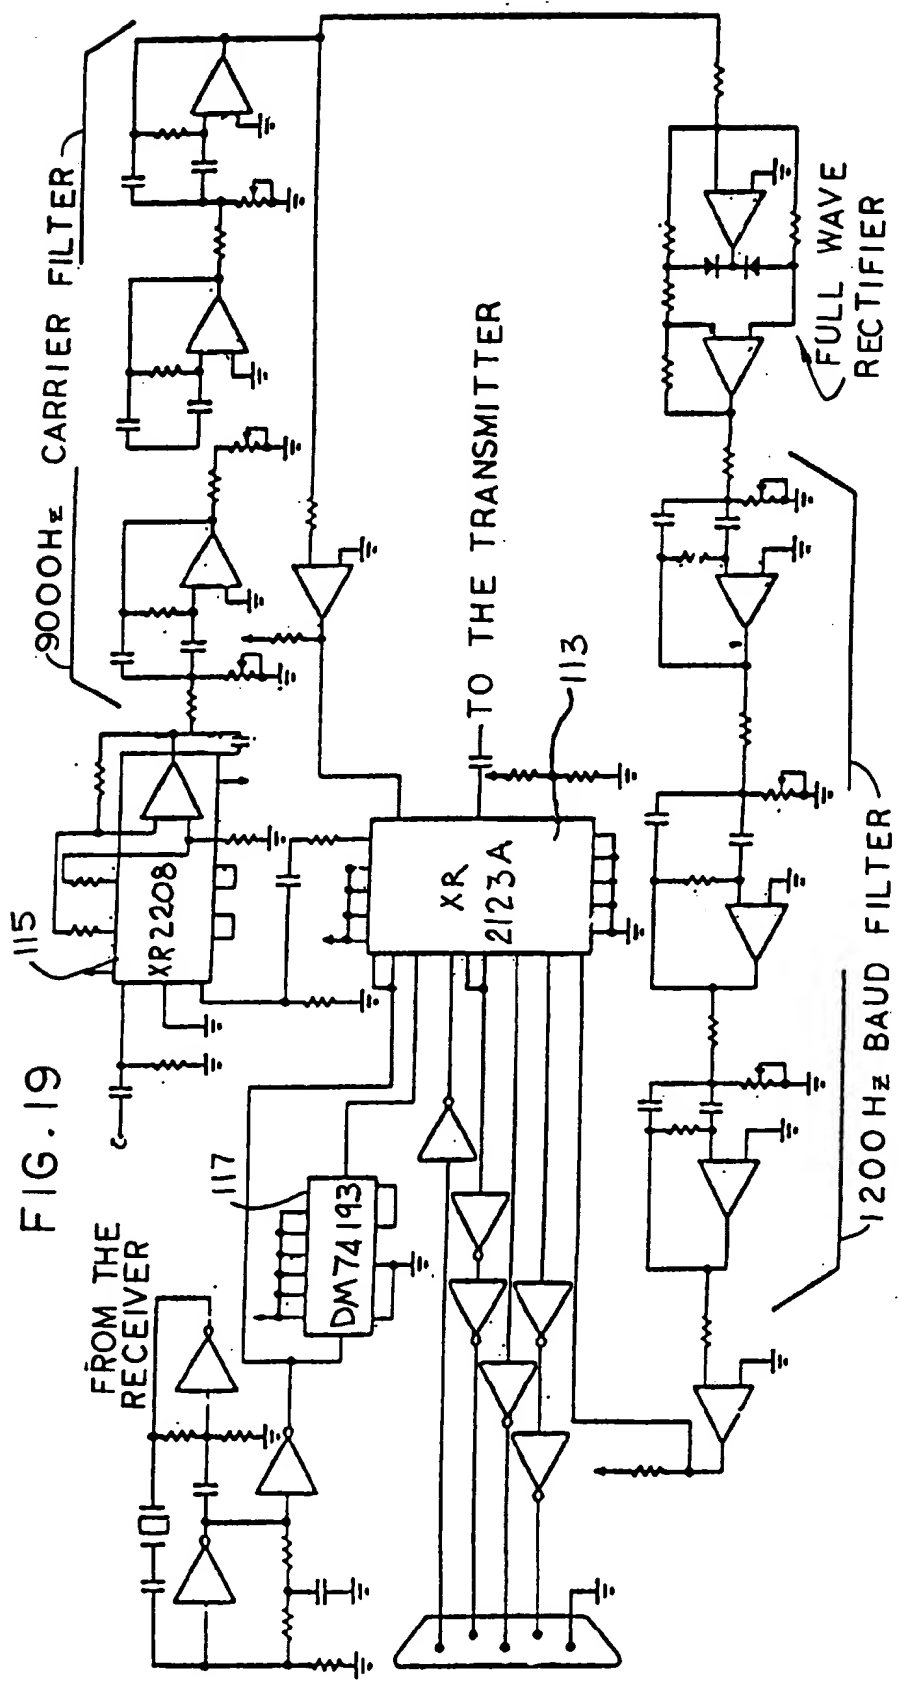 FIG. 19
9000Hz CARRIER FILTER
115
XR2208
FROM THE
RECEIVER
117
DM74193
XR
2123A
113
TO THE TRANSMITTER
FULL WAVE
RECTIFIER
1200Hz BAUD FILTER